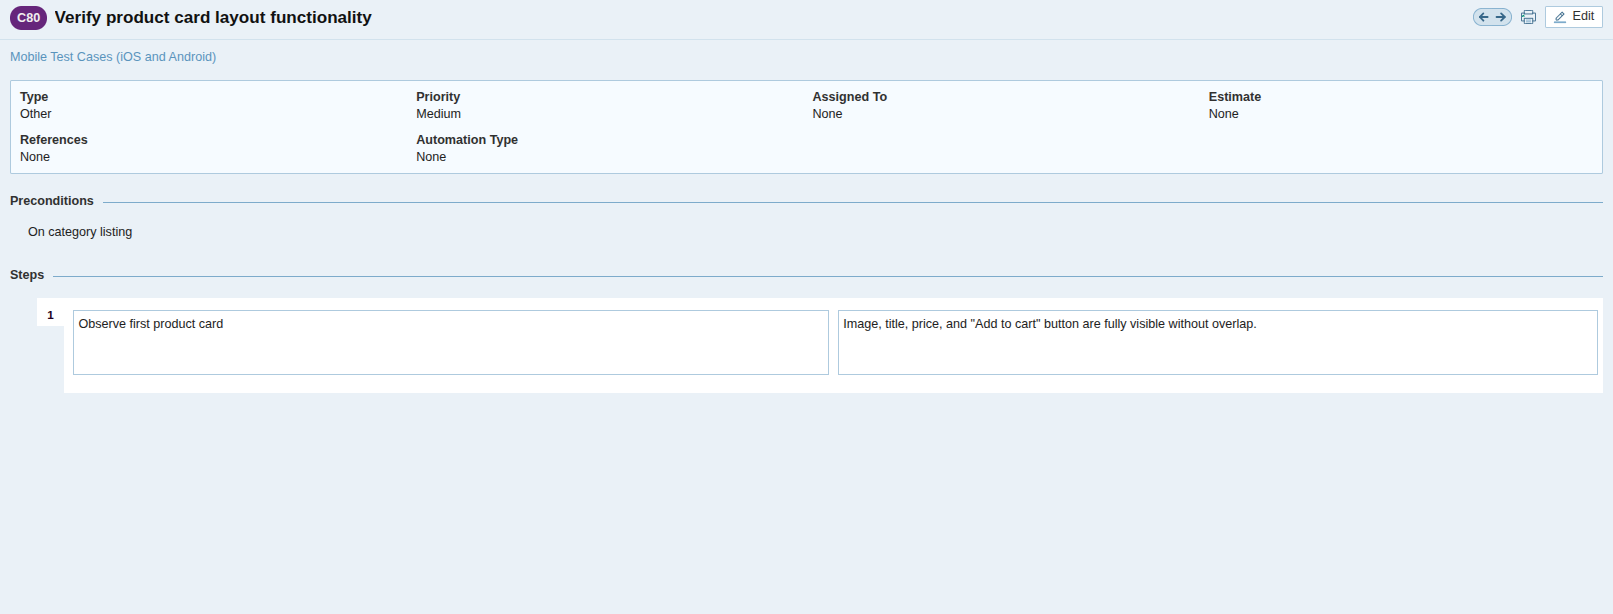 C80 Verify product card layout functionality
Edit
Mobile Test Cases (iOS and Android)
Type Priority Assigned To Estimate
Other Medium None None
References Automation Type
None None
Preconditions
On category listing
Steps
1
Observe first product card
Image, title, price, and "Add to cart" button are fully visible without overlap.